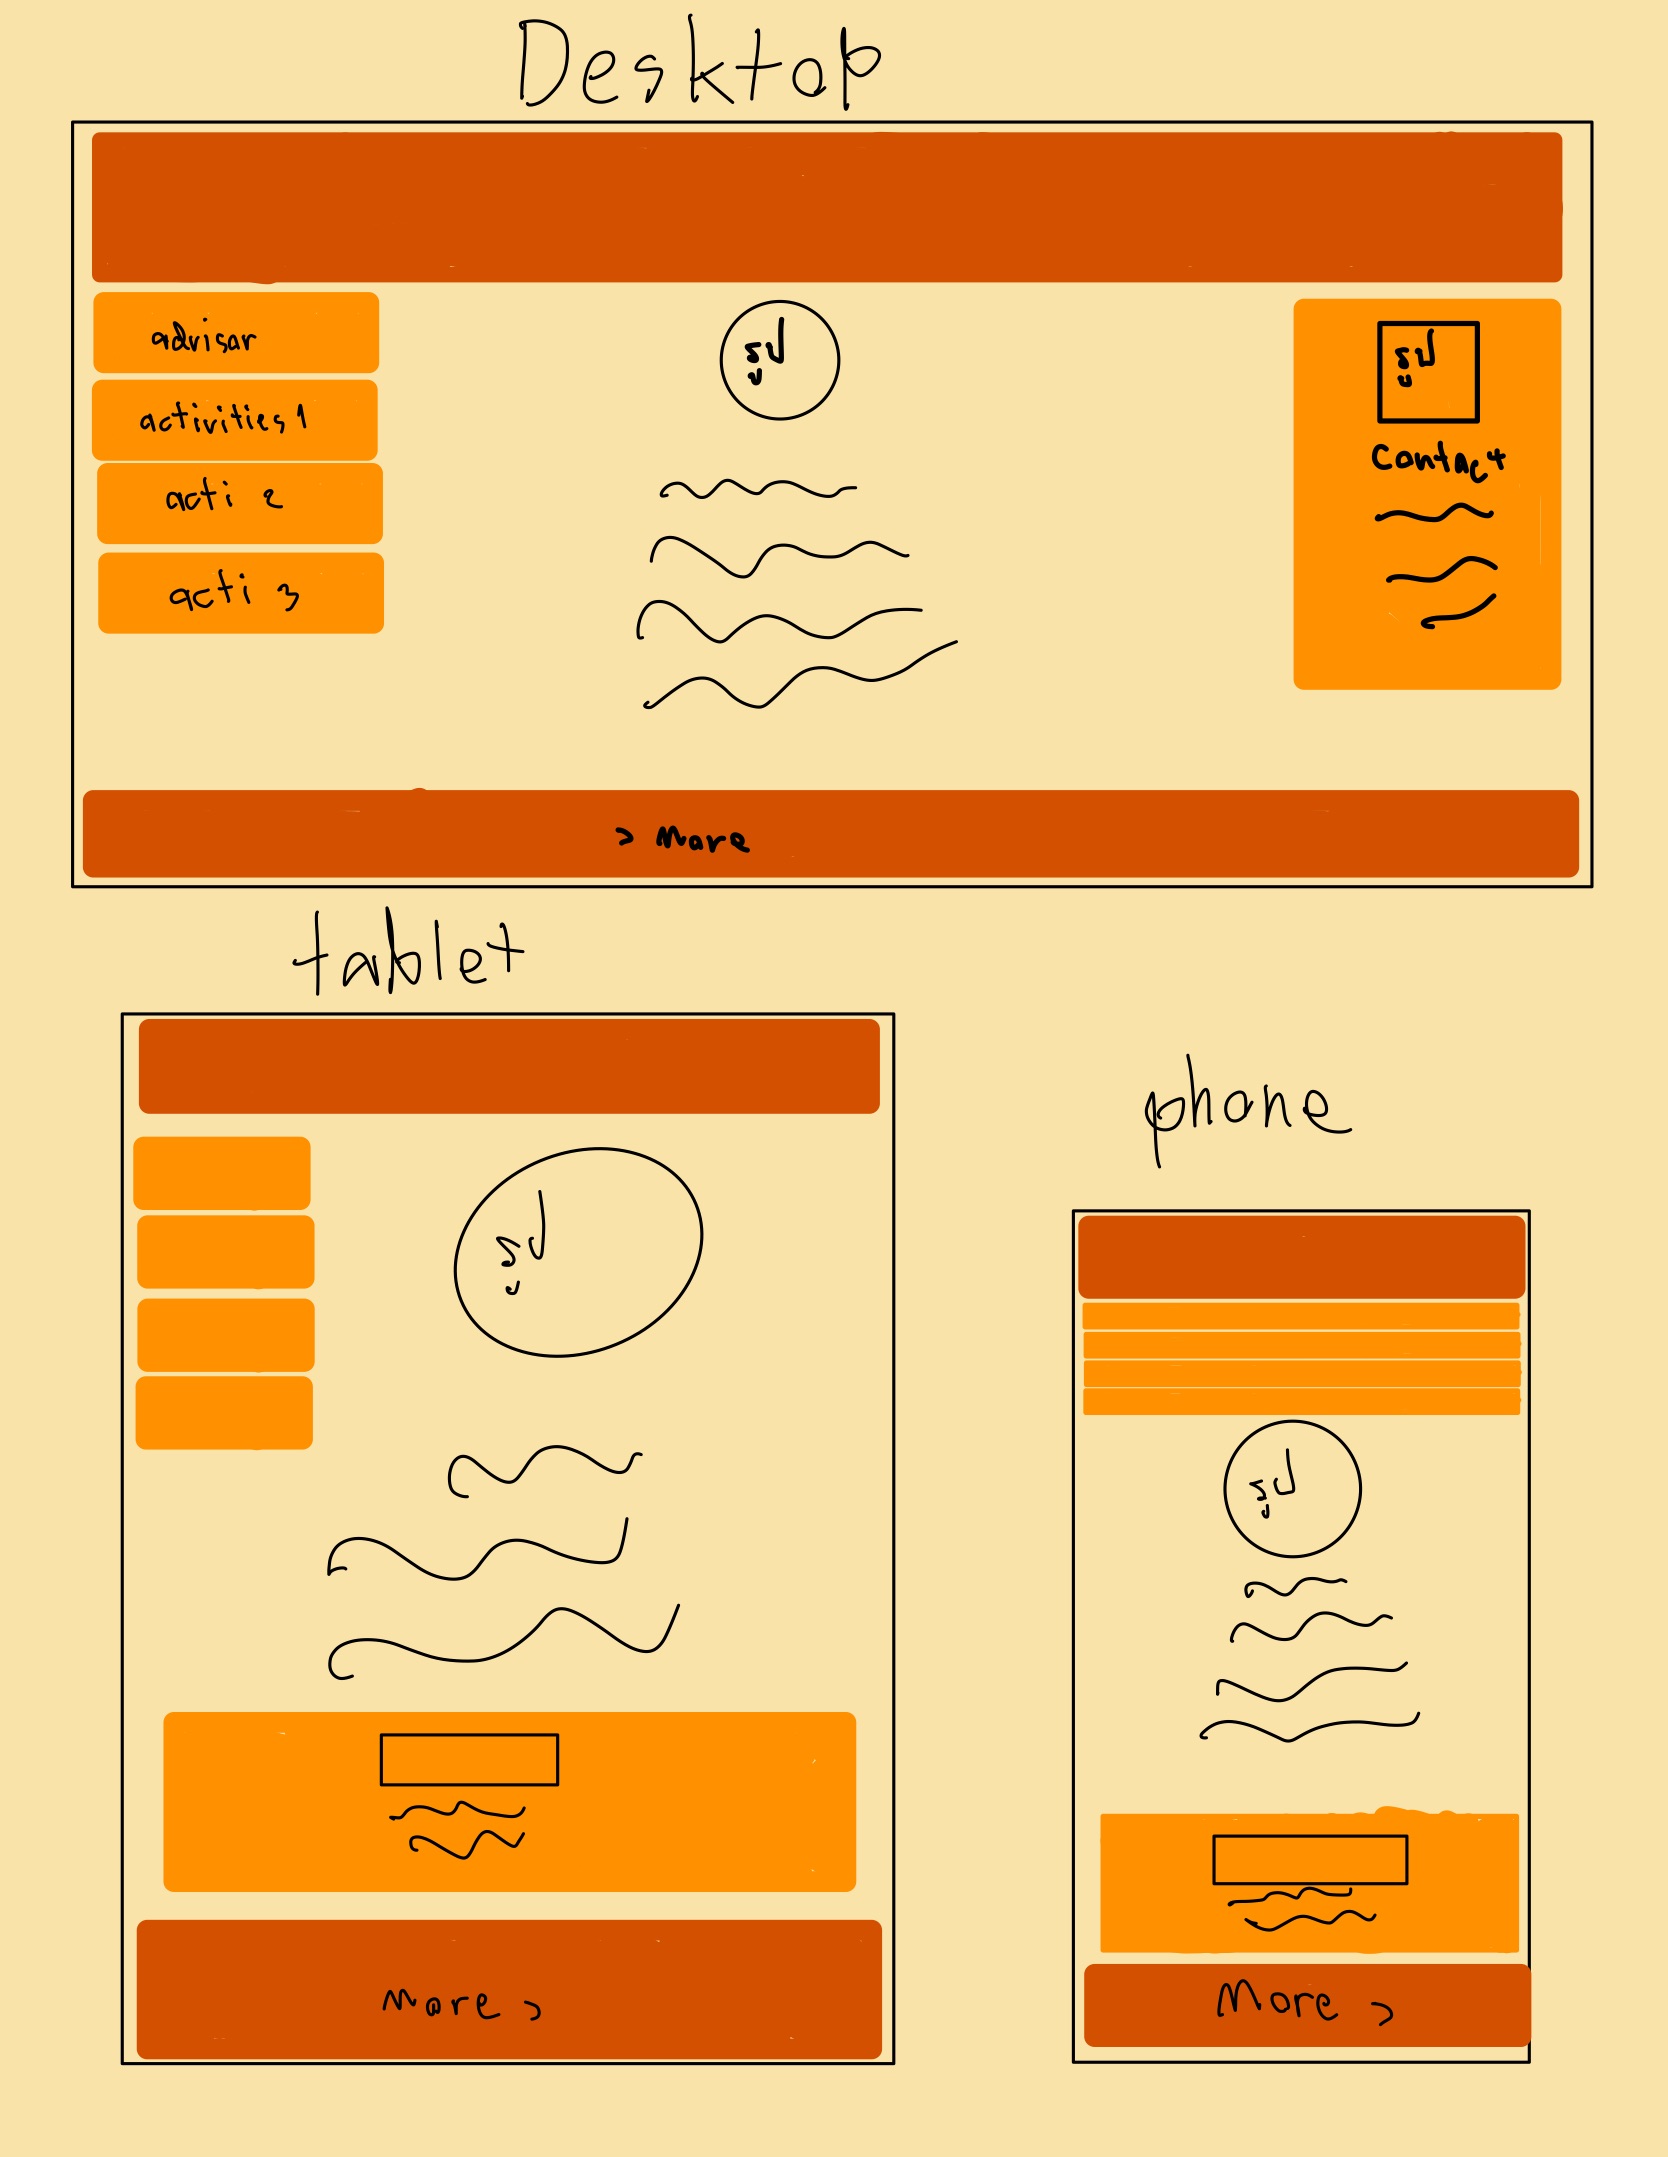 Desktop
advisor
activities 1
acti 2
acti 3
รูป
รูป
contact
> More
tablet
รูป
More >
phone
รูป
More >